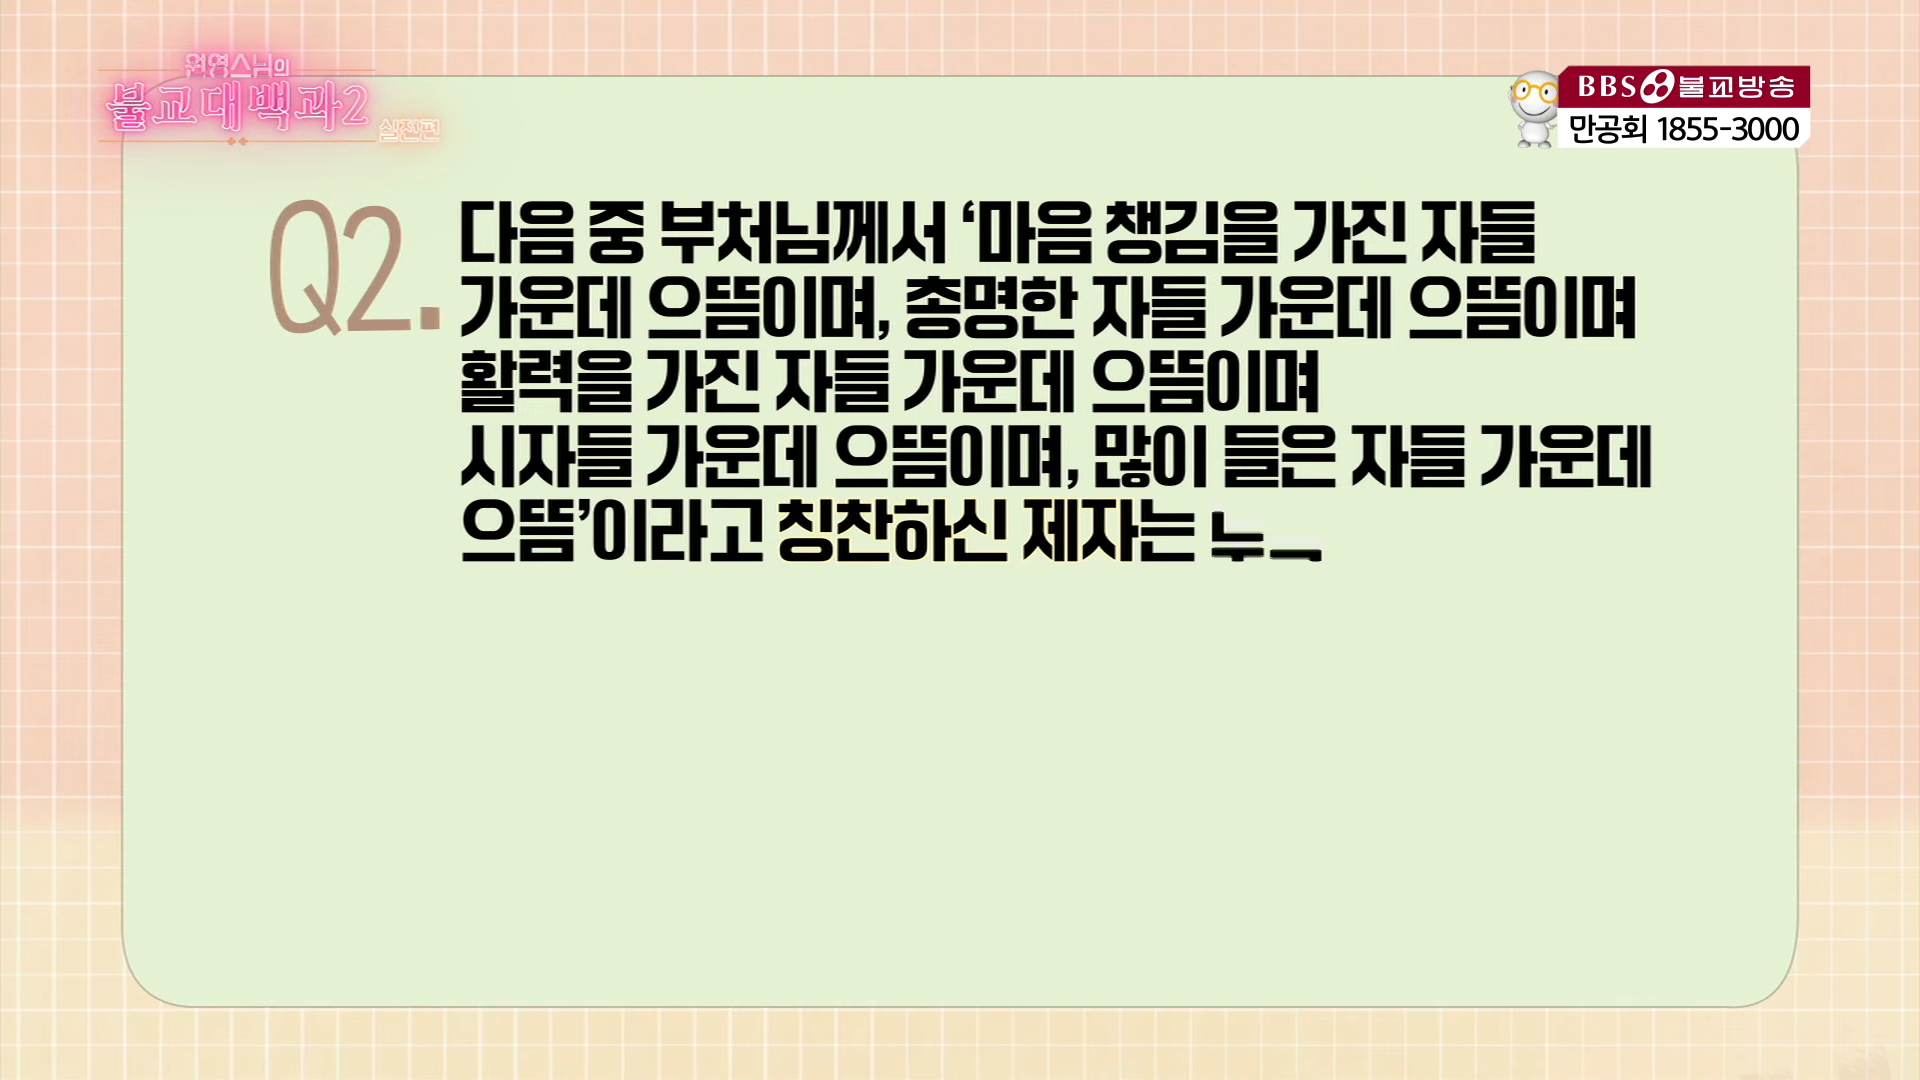 원영스님의
불교대백과2
실전편
BBS 불교방송
만공회 1855-3000
Q2. 다음 중 부처님께서 ‘마음 챙김을 가진 자들
가운데 으뜸이며, 총명한 자들 가운데 으뜸이며
활력을 가진 자들 가운데 으뜸이며
시자들 가운데 으뜸이며, 많이 들은 자들 가운데
으뜸’이라고 칭찬하신 제자는